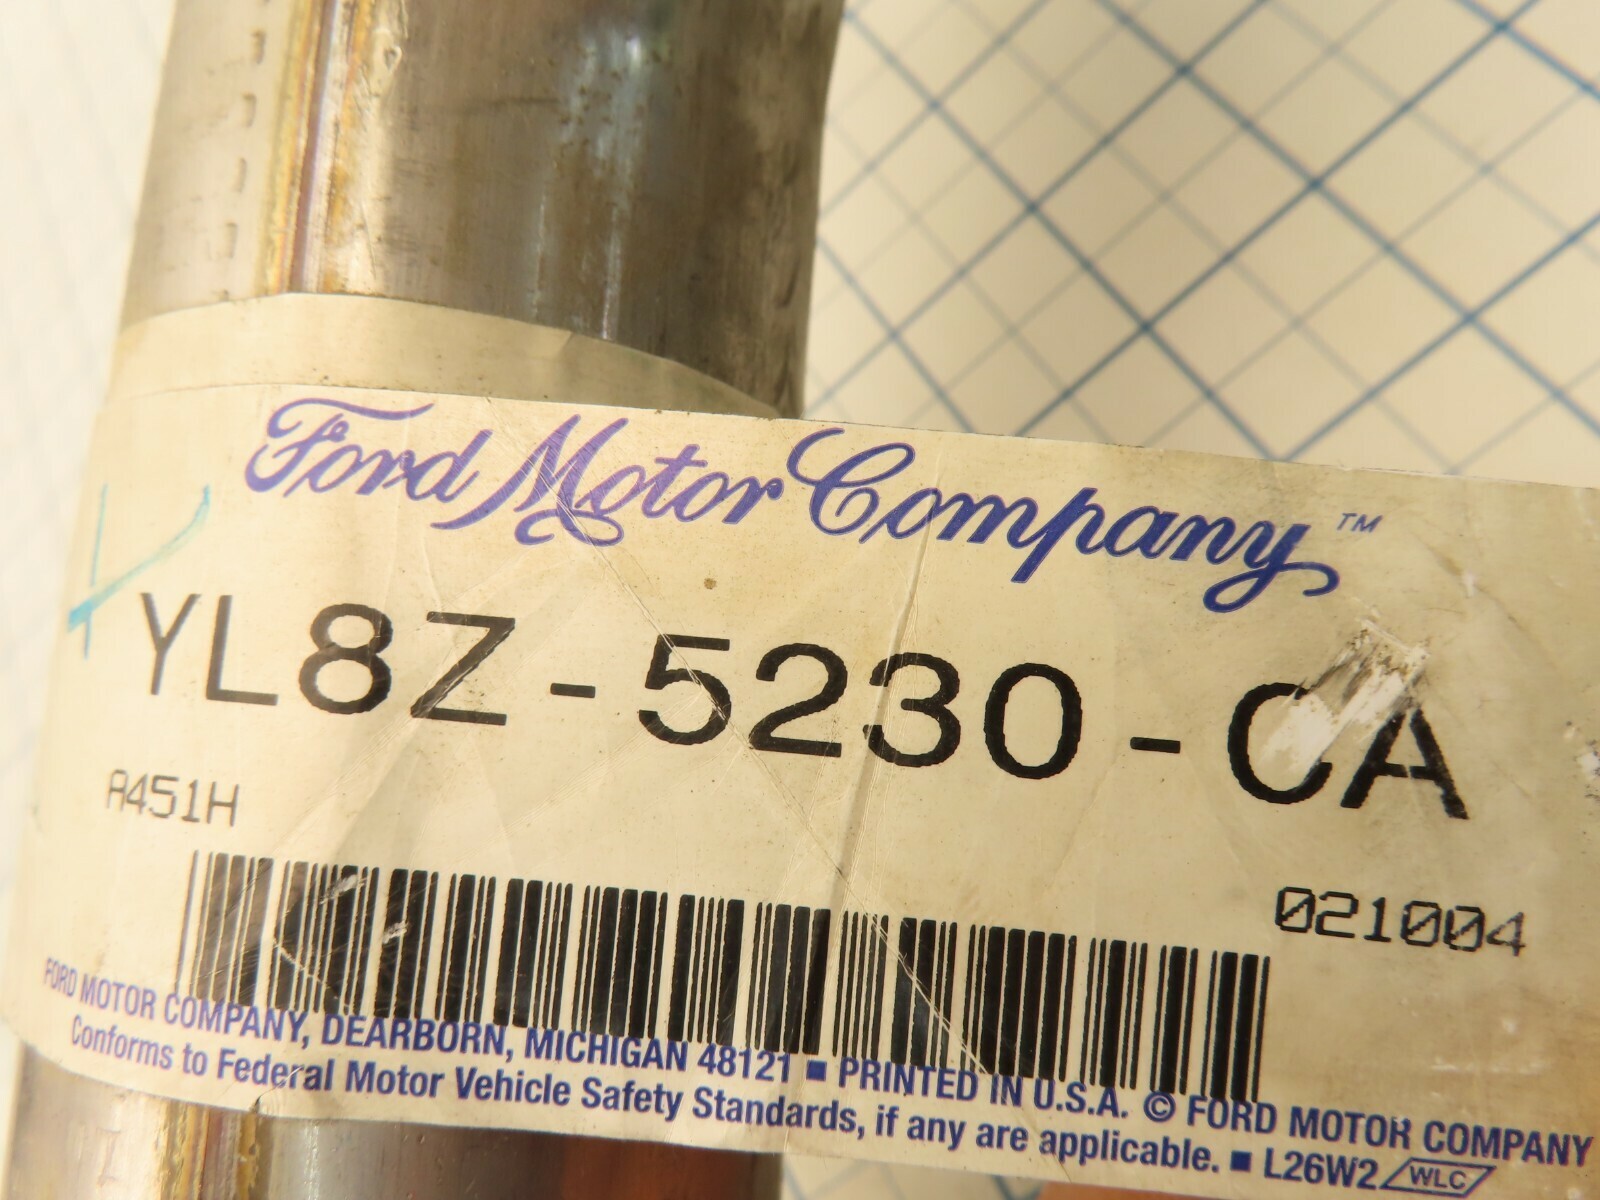 Ford Motor Company™
YL8Z-5230-CA
A451H
021004
FORD MOTOR COMPANY, DEARBORN, MICHIGAN 48121 ■ PRINTED IN U.S.A. © FORD MOTOR COMPANY
Conforms to Federal Motor Vehicle Safety Standards, if any are applicable. ■ L26W2 WLC